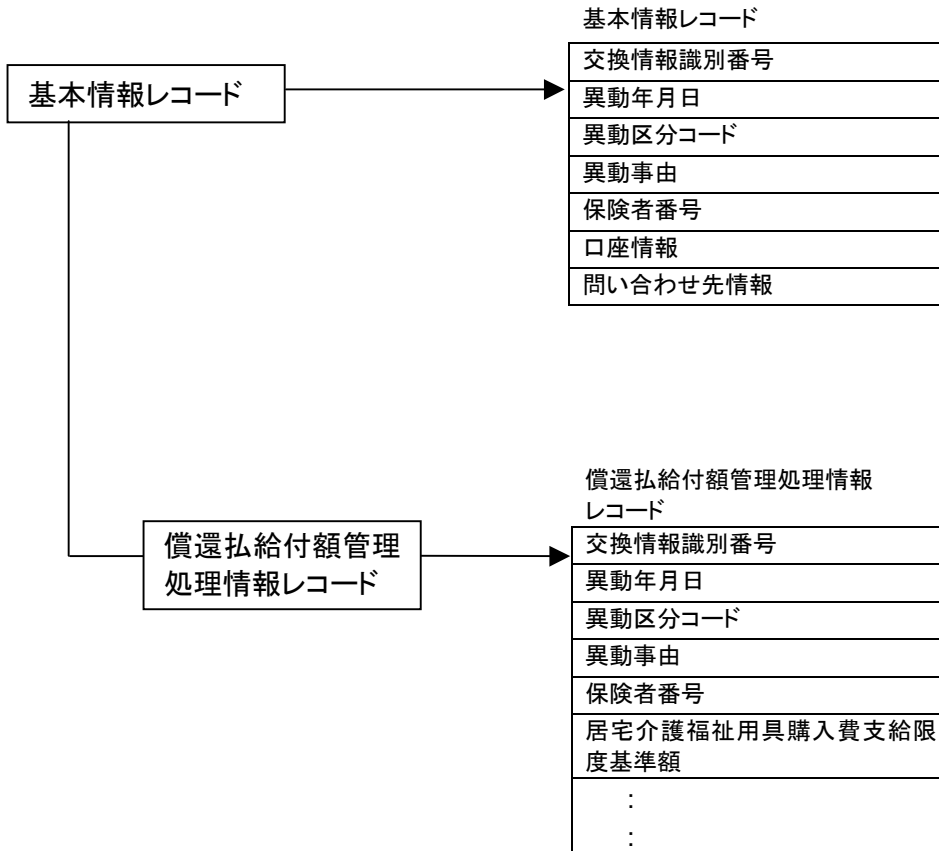 基本情報レコード
基本情報レコード
交換情報識別番号
異動年月日
異動区分コード
異動事由
保険者番号
口座情報
問い合わせ先情報
償還払給付額管理
処理情報レコード
償還払給付額管理処理情報
レコード
交換情報識別番号
異動年月日
異動区分コード
異動事由
保険者番号
居宅介護福祉用具購入費支給限
度基準額
:
: